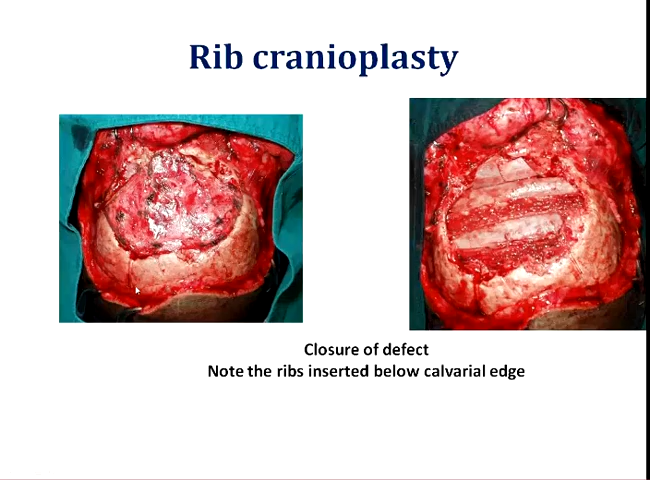 Rib cranioplasty
Closure of defect
Note the ribs inserted below calvarial edge